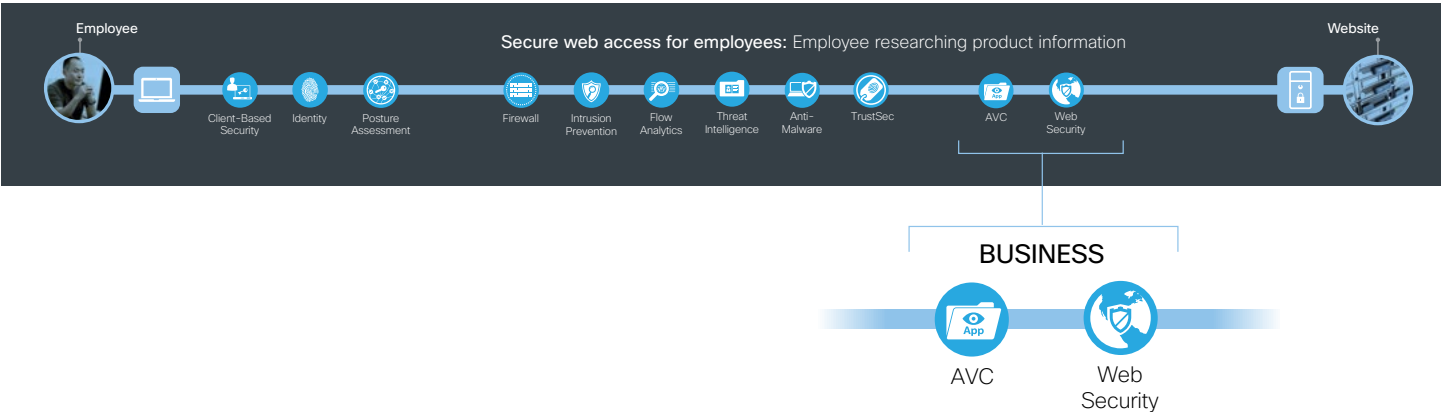 Employee
Website
Secure web access for employees: Employee researching product information
Client-Based
Security
Identity
Posture
Assessment
Firewall
Intrusion
Prevention
Flow
Analytics
Threat
Intelligence
Anti-
Malware
TrustSec
App
AVC
Web
Security
BUSINESS
App
AVC
Web
Security